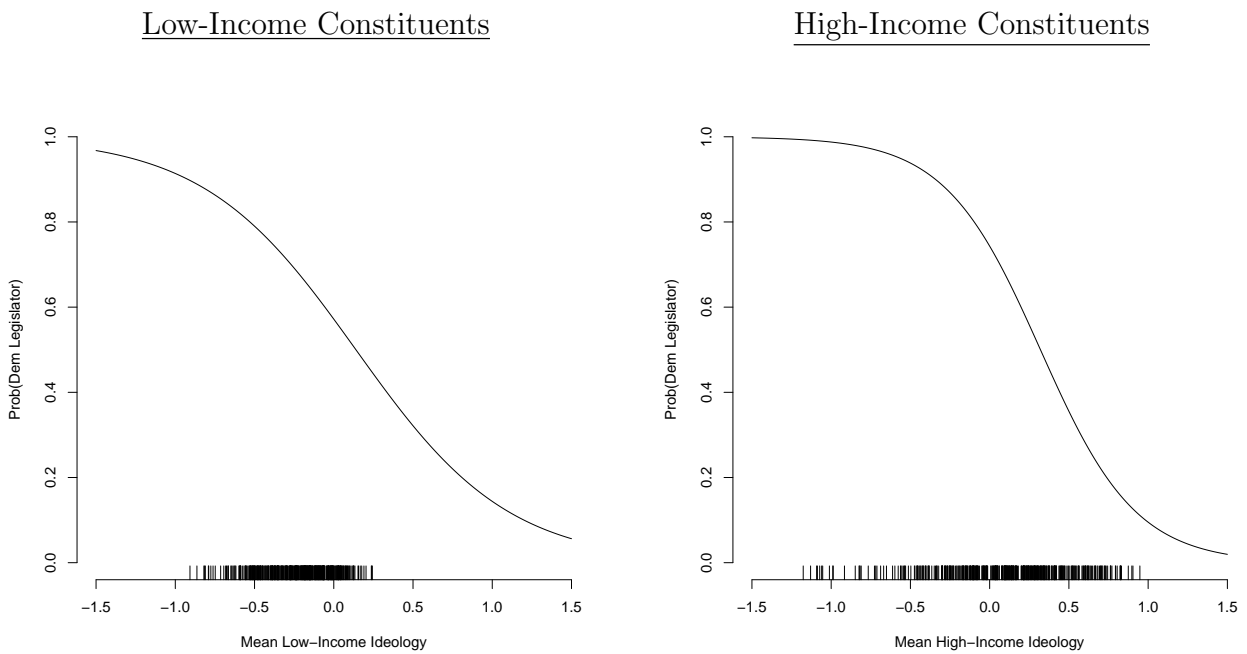 Low-Income Constituents
High-Income Constituents
1.0
0.8
0.6
0.4
0.2
0.0
Prob(Dem Legislator)
−1.5 −1.0 −0.5 0.0 0.5 1.0 1.5
Mean Low−Income Ideology
1.0
0.8
0.6
0.4
0.2
0.0
Prob(Dem Legislator)
−1.5 −1.0 −0.5 0.0 0.5 1.0 1.5
Mean High−Income Ideology